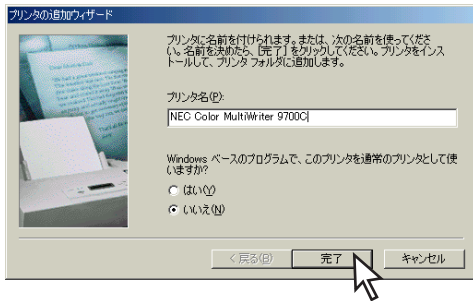 プリンタの追加ウィザード
プリンタに名前を付けられます。または、次の名前を使ってくださ
い。名前を決めたら、[完了] をクリックしてください。プリンタをインス
トールして、プリンタ フォルダに追加します。
プリンタ名(P):
NEC Color MultiWriter 9700C
Windows ベースのプログラムで、このプリンタを通常のプリンタとして使
いますか?
はい(Y)
いいえ(N)
< 戻る(B)
完了
キャンセル